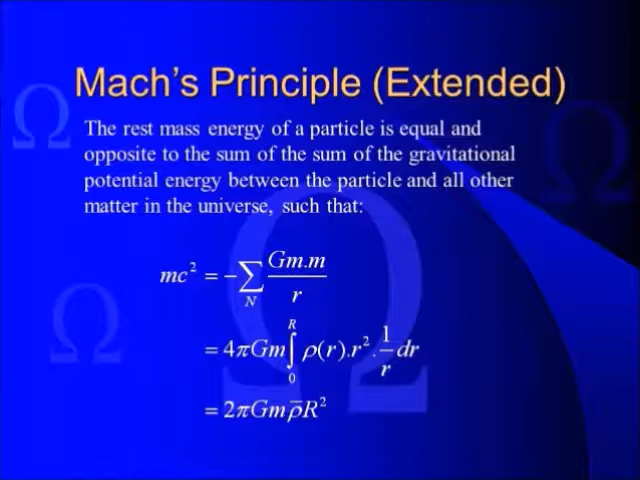 Mach's Principle (Extended)
The rest mass energy of a particle is equal and
opposite to the sum of the sum of the gravitational
potential energy between the particle and all other
matter in the universe, such that:
mc² = −∑_N Gm.m / r
= 4πGm ∫₀^R ρ(r).r². 1/r dr
= 2πGm ρ̅R²